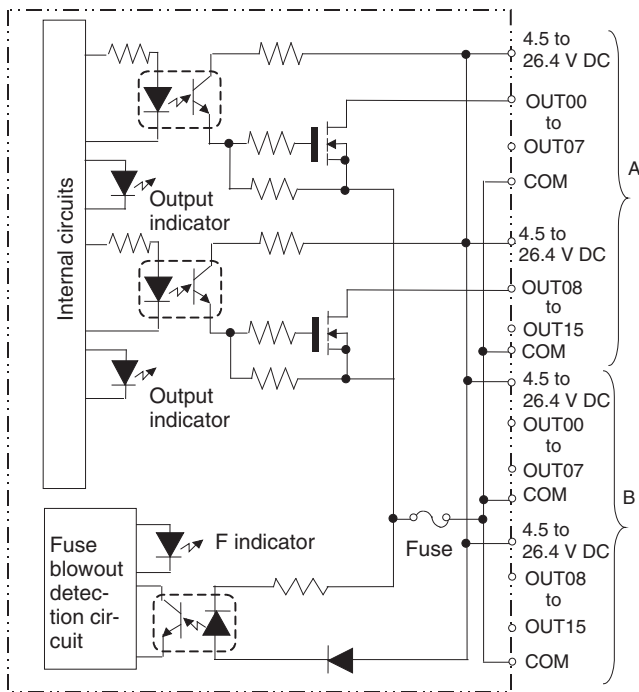 Internal circuits
Output
indicator
Output
indicator
Fuse
blowout
detec-
tion cir-
cuit
F indicator
Fuse
4.5 to
26.4 V DC
OUT00
to
OUT07
COM
4.5 to
26.4 V DC
OUT08
to
OUT15
COM
A
4.5 to
26.4 V DC
OUT00
to
OUT07
COM
4.5 to
26.4 V DC
OUT08
to
OUT15
COM
B